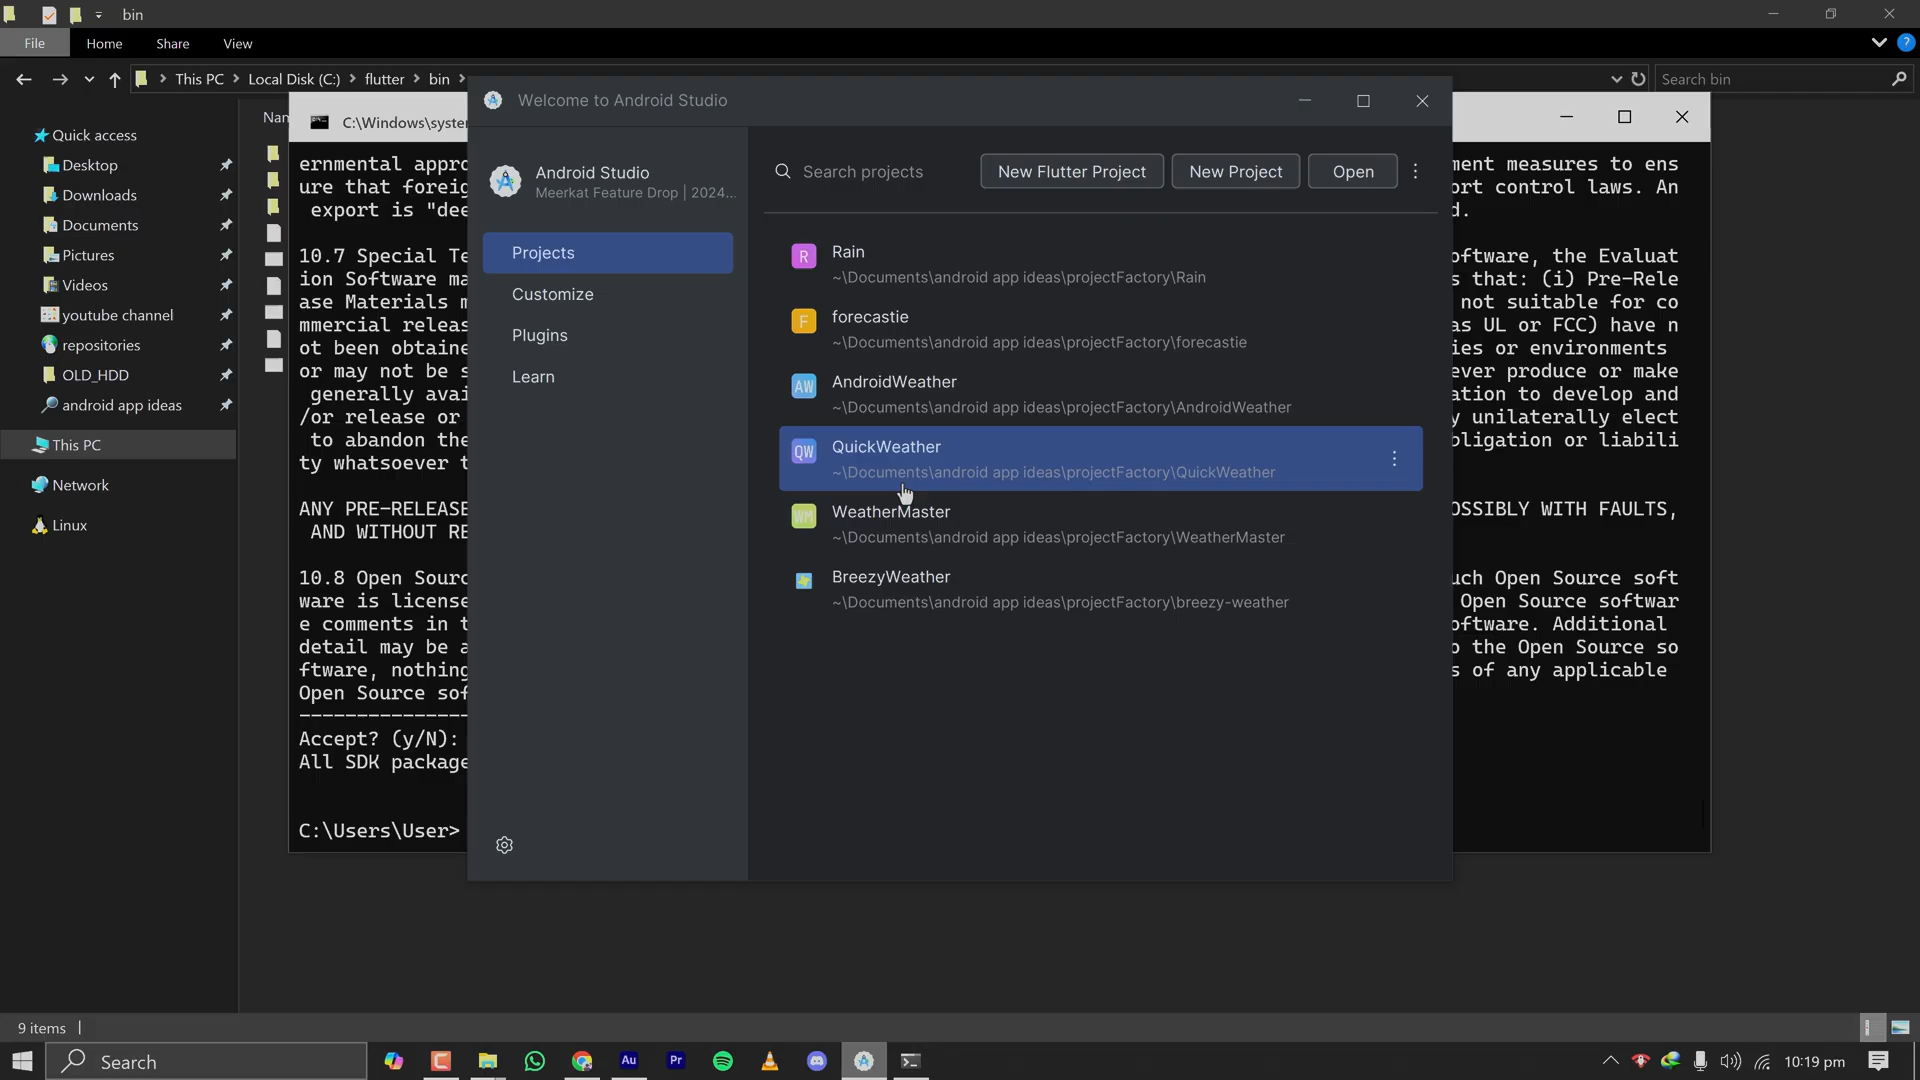 bin
File
Home
Share
View
This PC
Local Disk (C:)
flutter
bin
Search bin
Quick access
Desktop
Downloads
Documents
Pictures
Videos
youtube channel
repositories
OLD_HDD
android app ideas
This PC
Network
Linux
C:\Windows\syste
ernmental appro
ure that foreig
export is "dee
10.7 Special Te
ion Software ma
ase Materials m
mmercial releas
ot been obtaine
or may not be s
generally avai
/or release or
to abandon the
ty whatsoever t
ANY PRE-RELEASE
AND WITHOUT RE
10.8 Open Sourc
ware is license
e comments in t
detail may be a
ftware, nothing
Open Source sof
Accept? (y/N):
All SDK package
C:\Users\User>
Welcome to Android Studio
Android Studio
Meerkat Feature Drop | 2024...
Projects
Customize
Plugins
Learn
Search projects
New Flutter Project
New Project
Open
R
Rain
~\Documents\android app ideas\projectFactory\Rain
F
forecastie
~\Documents\android app ideas\projectFactory\forecastie
AW
AndroidWeather
~\Documents\android app ideas\projectFactory\AndroidWeather
QW
QuickWeather
~\Documents\android app ideas\projectFactory\QuickWeather
WM
WeatherMaster
~\Documents\android app ideas\projectFactory\WeatherMaster
BreezyWeather
~\Documents\android app ideas\projectFactory\breezy-weather
ment measures to ens
ort control laws. An
d.
oftware, the Evaluat
s that: (i) Pre-Rele
not suitable for co
as UL or FCC) have n
ies or environments
ever produce or make
ation to develop and
y unilaterally elect
bligation or liabili
OSSIBLY WITH FAULTS,
uch Open Source soft
Open Source softwar
oftware. Additional
o the Open Source so
s of any applicable
9 items
Search
Au
Pr
10:19 pm